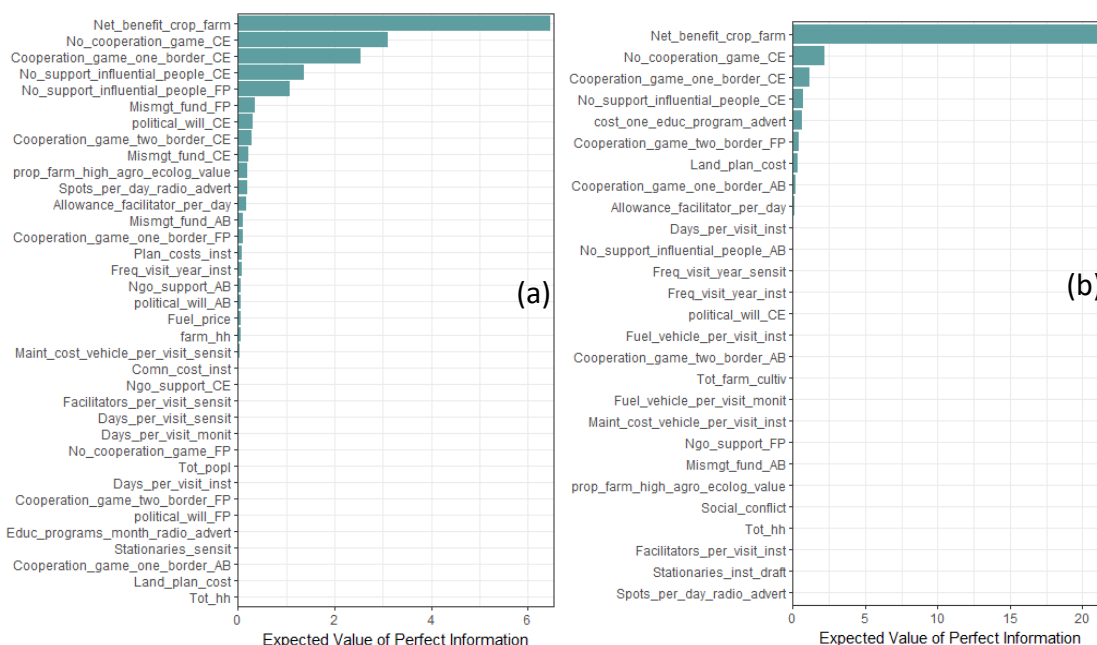 Net_benefit_crop_farm
No_cooperation_game_CE
Cooperation_game_one_border_CE
No_support_influential_people_CE
No_support_influential_people_FP
Mismgt_fund_FP
political_will_CE
Cooperation_game_two_border_CE
Mismgt_fund_CE
prop_farm_high_agro_ecolog_value
Spots_per_day_radio_advert
Allowance_facilitator_per_day
Mismgt_fund_AB
Cooperation_game_one_border_FP
Plan_costs_inst
Freq_visit_year_inst
Ngo_support_AB
political_will_AB
Fuel_price
farm_hh
Maint_cost_vehicle_per_visit_sensit
Comn_cost_inst
Ngo_support_CE
Facilitators_per_visit_sensit
Days_per_visit_sensit
Days_per_visit_monit
No_cooperation_game_FP
Tot_popl
Days_per_visit_inst
Cooperation_game_two_border_FP
political_will_FP
Educ_programs_month_radio_advert
Stationaries_sensit
Cooperation_game_one_border_AB
Land_plan_cost
Tot_hh
(a)
0 2 4 6
Expected Value of Perfect Information
Net_benefit_crop_farm
No_cooperation_game_CE
Cooperation_game_one_border_CE
No_support_influential_people_CE
cost_one_educ_program_advert
Cooperation_game_two_border_FP
Land_plan_cost
Cooperation_game_one_border_AB
Allowance_facilitator_per_day
Days_per_visit_inst
No_support_influential_people_AB
Freq_visit_year_sensit
Freq_visit_year_inst
political_will_CE
Fuel_vehicle_per_visit_inst
Cooperation_game_two_border_AB
Tot_farm_cultiv
Fuel_vehicle_per_visit_monit
Maint_cost_vehicle_per_visit_inst
Ngo_support_FP
Mismgt_fund_AB
prop_farm_high_agro_ecolog_value
Social_conflict
Tot_hh
Facilitators_per_visit_inst
Stationaries_inst_draft
Spots_per_day_radio_advert
(b)
0 5 10 15 20
Expected Value of Perfect Information